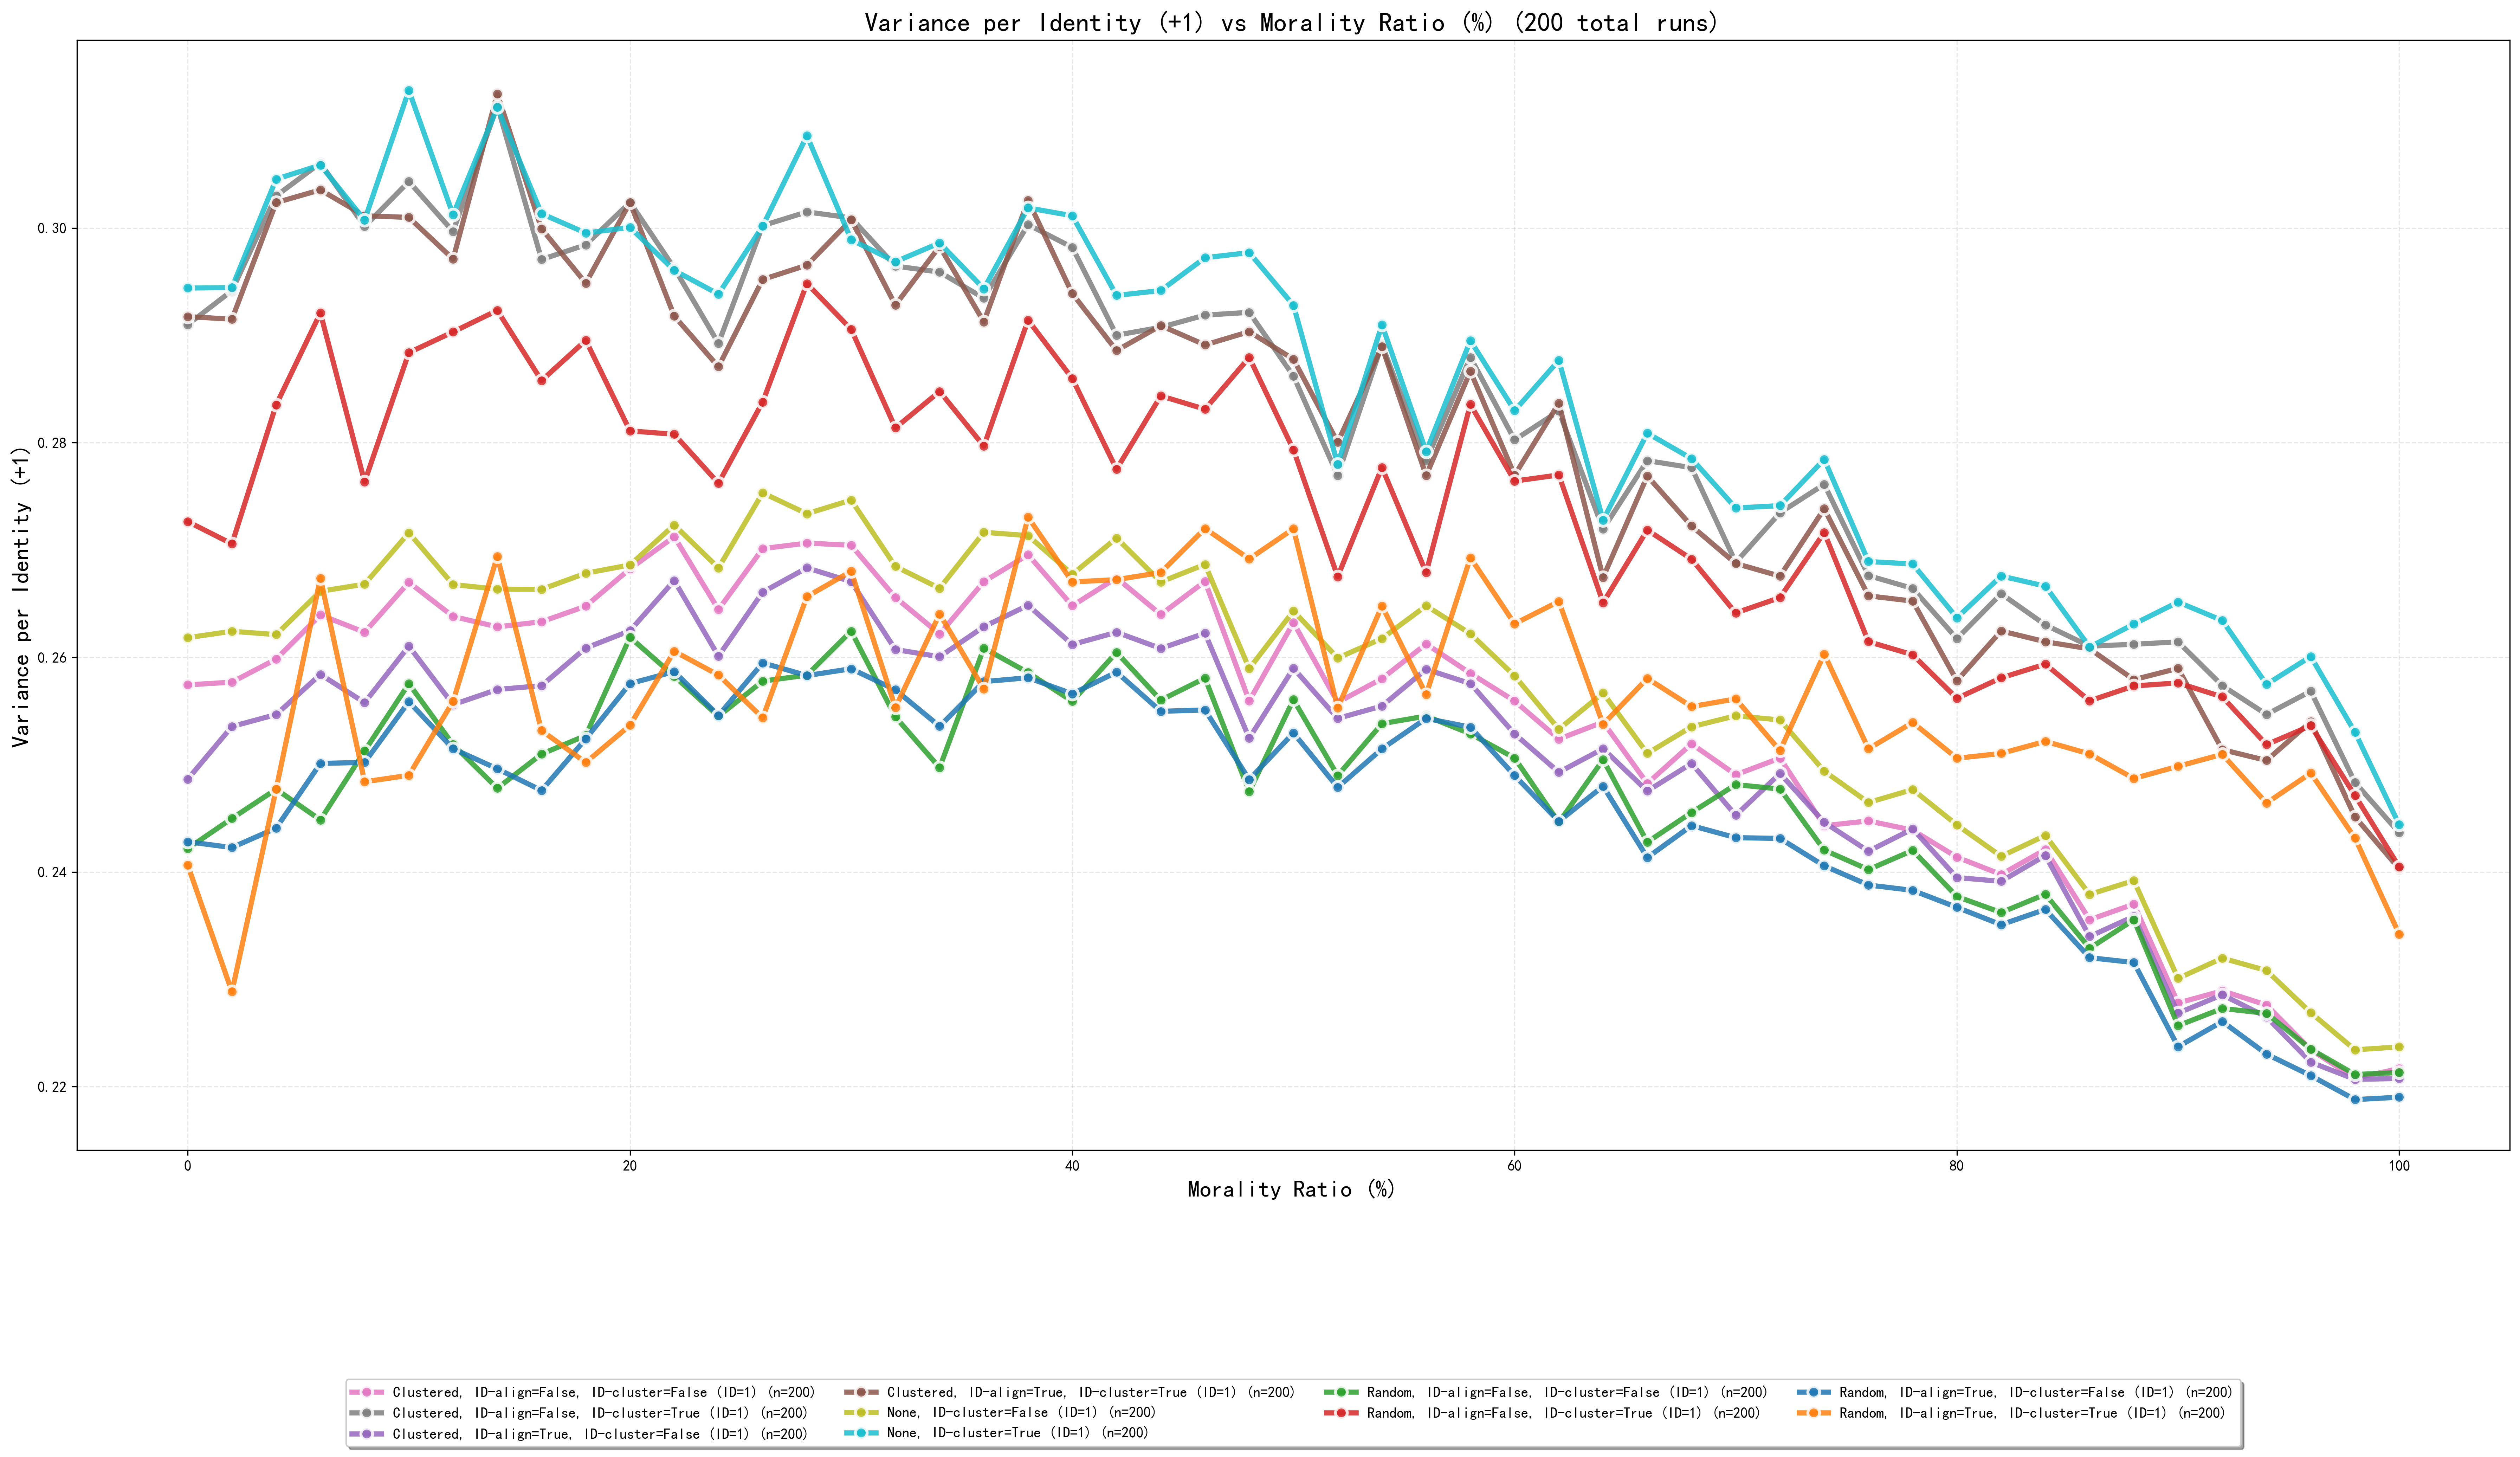 Variance per Identity (+1) vs Morality Ratio (%) (200 total runs)
Variance per Identity (+1)
0.30
0.28
0.26
0.24
0.22
0
20
40
60
80
100
Morality Ratio (%)
Clustered, ID-align=False, ID-cluster=False (ID=1) (n=200)
Clustered, ID-align=False, ID-cluster=True (ID=1) (n=200)
Clustered, ID-align=True, ID-cluster=False (ID=1) (n=200)
Clustered, ID-align=True, ID-cluster=True (ID=1) (n=200)
None, ID-cluster=False (ID=1) (n=200)
None, ID-cluster=True (ID=1) (n=200)
Random, ID-align=False, ID-cluster=False (ID=1) (n=200)
Random, ID-align=False, ID-cluster=True (ID=1) (n=200)
Random, ID-align=True, ID-cluster=False (ID=1) (n=200)
Random, ID-align=True, ID-cluster=True (ID=1) (n=200)